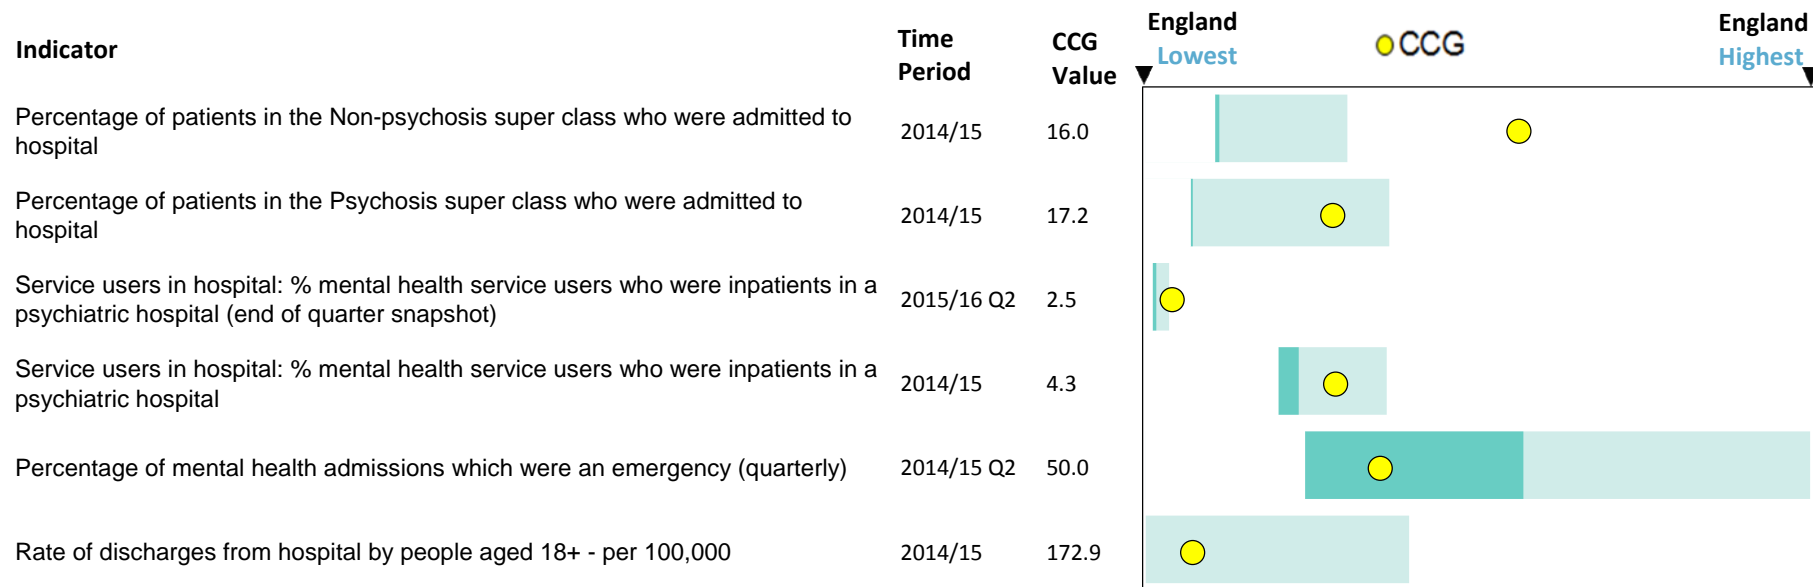 Indicator
Time
Period
CCG
Value
England
Lowest
CCG
England
Highest
Percentage of patients in the Non-psychosis super class who were admitted to
hospital
2014/15
16.0
Percentage of patients in the Psychosis super class who were admitted to
hospital
2014/15
17.2
Service users in hospital: % mental health service users who were inpatients in a
psychiatric hospital (end of quarter snapshot)
2015/16 Q2
2.5
Service users in hospital: % mental health service users who were inpatients in a
psychiatric hospital
2014/15
4.3
Percentage of mental health admissions which were an emergency (quarterly)
2014/15 Q2
50.0
Rate of discharges from hospital by people aged 18+ - per 100,000
2014/15
172.9